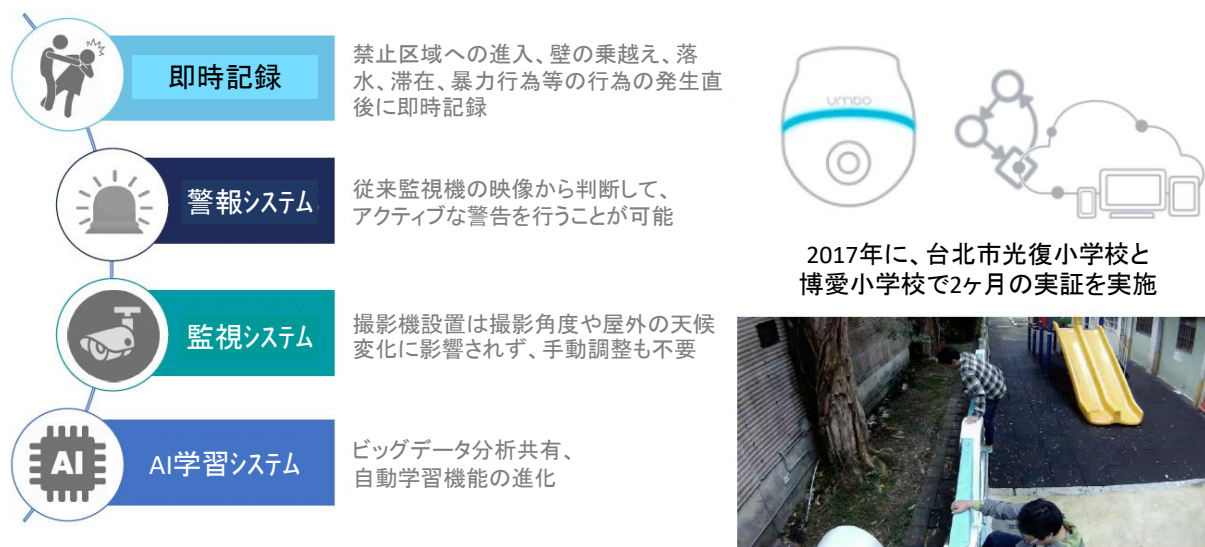 即時記録
禁止区域への進入、壁の乗越え、落
水、滞在、暴力行為等の行為の発生直
後に即時記録
警報システム
従来監視機の映像から判断して、
アクティブな警告を行うことが可能
監視システム
撮影機設置は撮影角度や屋外の天候
変化に影響されず、手動調整も不要
AI
AI学習システム
ビッグデータ分析共有、
自動学習機能の進化
umbo
2017年に、台北市光復小学校と
博愛小学校で2ヶ月の実証を実施